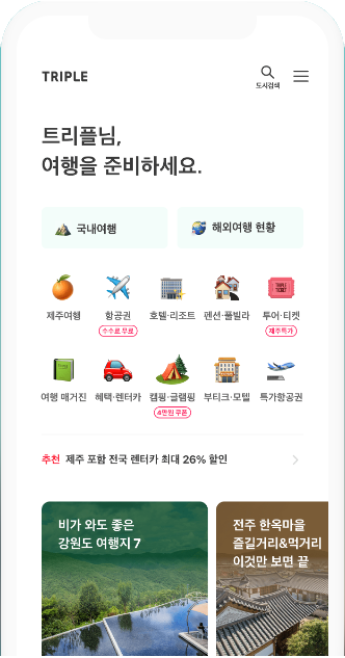 TRIPLE
도시검색
트리플님,
여행을 준비하세요.
국내여행
해외여행 현황
제주여행
항공권
호텔·리조트
펜션·풀빌라
투어·티켓
수수료 무료
제주특가
여행 매거진
혜택·렌터카
캠핑·글램핑
부티크·모텔
특가항공권
4만원 쿠폰
추천 제주 포함 전국 렌터카 최대 26% 할인
비가 와도 좋은
강원도 여행지 7
전주 한옥마을
즐길거리&먹거리
이것만 보면 끝